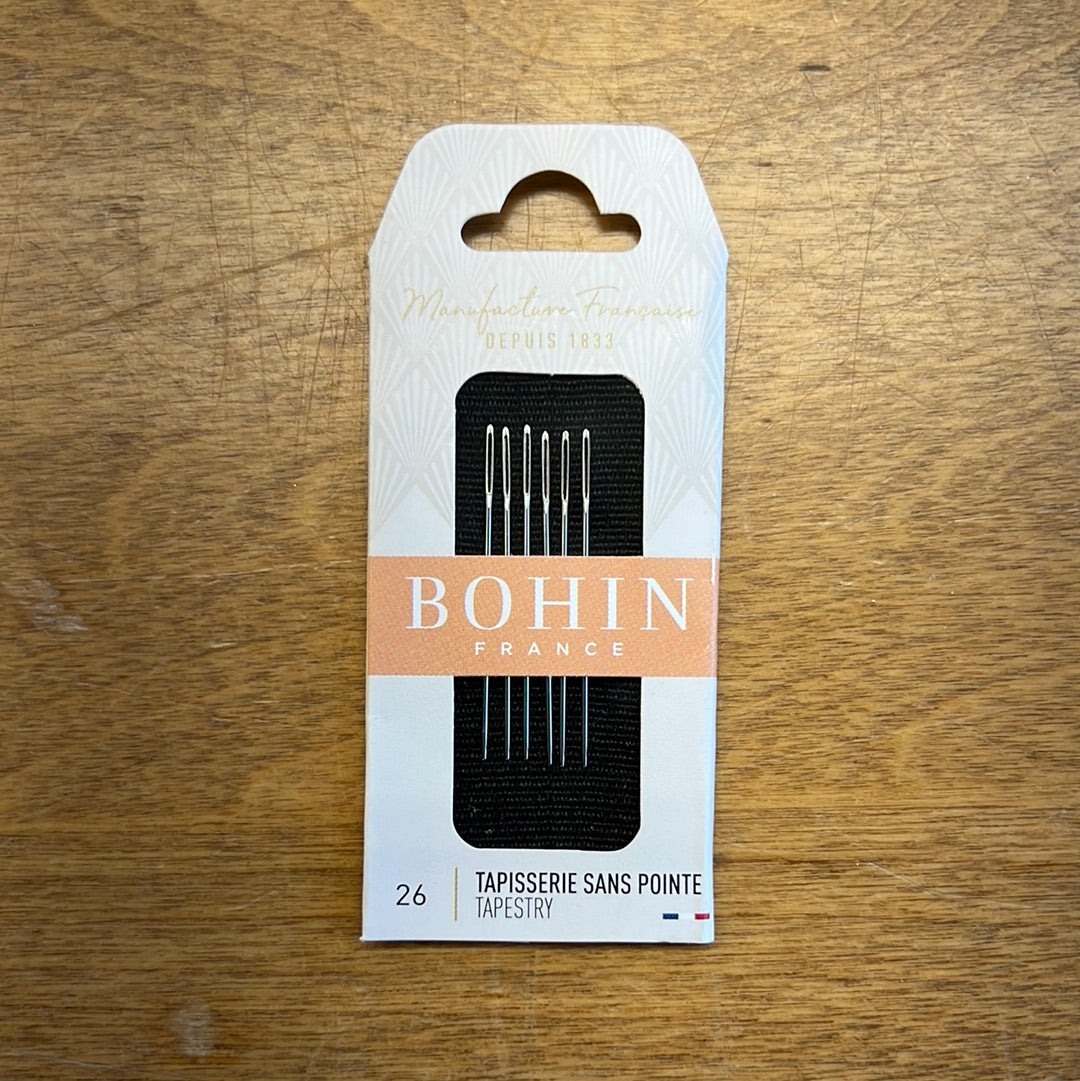 Manufacture Française
DEPUIS 1833
BOHIN
FRANCE
26
TAPISSERIE SANS POINTE
TAPESTRY